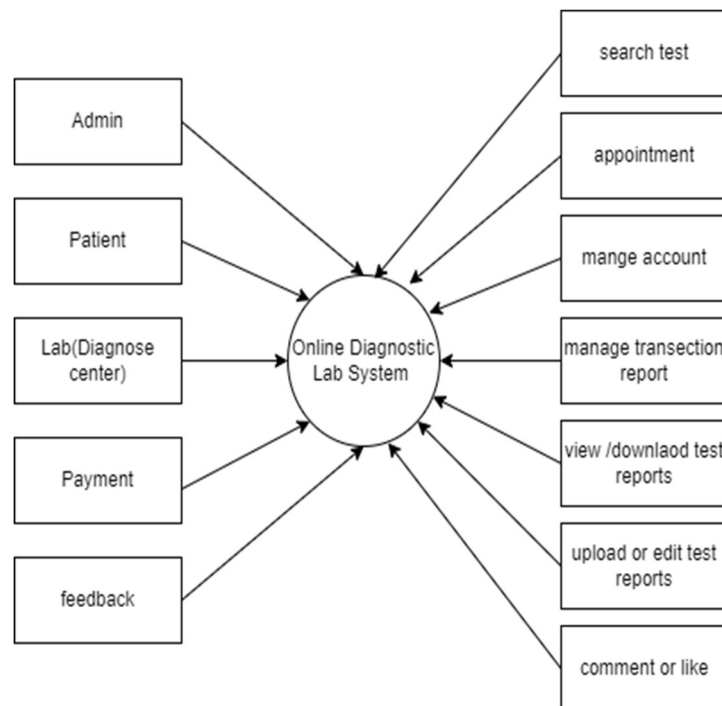 Admin
Patient
Lab(Diagnose
center)
Payment
feedback
Online Diagnostic
Lab System
search test
appointment
mange account
manage transection
report
view /downlaod test
reports
upload or edit test
reports
comment or like